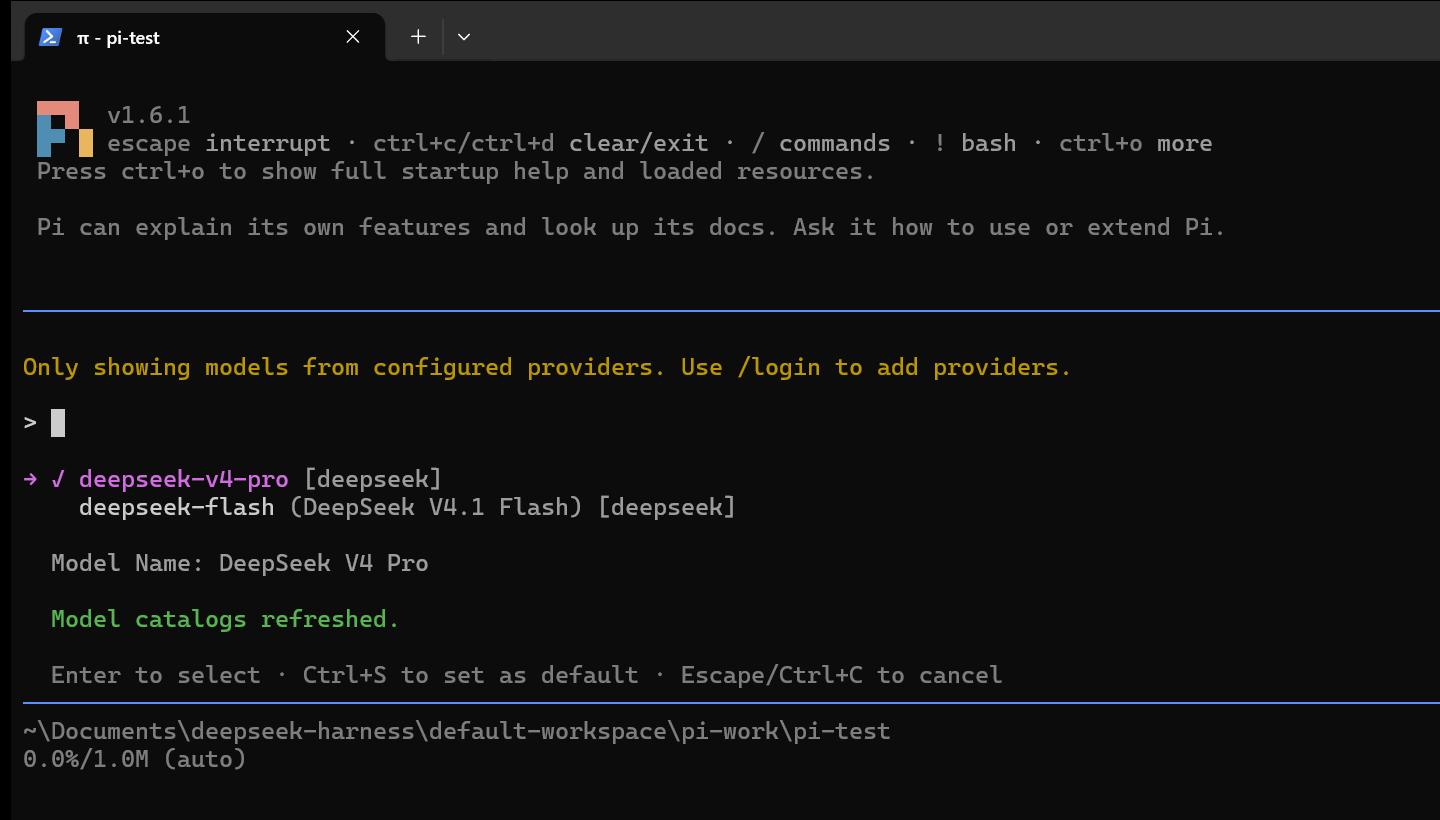 π - pi-test
v1.6.1
escape interrupt · ctrl+c/ctrl+d clear/exit · / commands · ! bash · ctrl+o more
Press ctrl+o to show full startup help and loaded resources.
Pi can explain its own features and look up its docs. Ask it how to use or extend Pi.
Only showing models from configured providers. Use /login to add providers.
>
→ √ deepseek-v4-pro [deepseek]
deepseek-flash (DeepSeek V4.1 Flash) [deepseek]
Model Name: DeepSeek V4 Pro
Model catalogs refreshed.
Enter to select · Ctrl+S to set as default · Escape/Ctrl+C to cancel
~\Documents\deepseek-harness\default-workspace\pi-work\pi-test
0.0%/1.0M (auto)